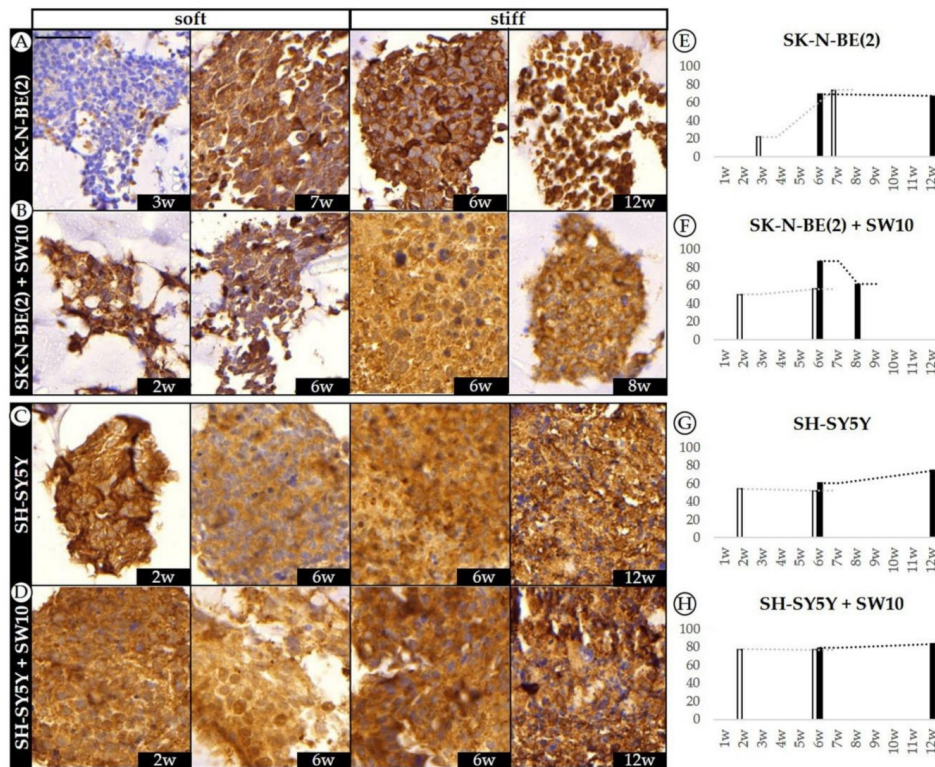 soft stiff
A SK-N-BE(2) 3w 7w 6w 12w
B SK-N-BE(2) + SW10 2w 6w 6w 8w
C SH-SY5Y 2w 6w 6w 12w
D SH-SY5Y + SW10 2w 6w 6w 12w
E SK-N-BE(2)
100
80
60
40
20
0
1w 2w 3w 4w 5w 6w 7w 8w 9w 10w 11w 12w
F SK-N-BE(2) + SW10
100
80
60
40
20
0
1w 2w 3w 4w 5w 6w 7w 8w 9w 10w 11w 12w
G SH-SY5Y
100
80
60
40
20
0
1w 2w 3w 4w 5w 6w 7w 8w 9w 10w 11w 12w
H SH-SY5Y + SW10
100
80
60
40
20
0
1w 2w 3w 4w 5w 6w 7w 8w 9w 10w 11w 12w